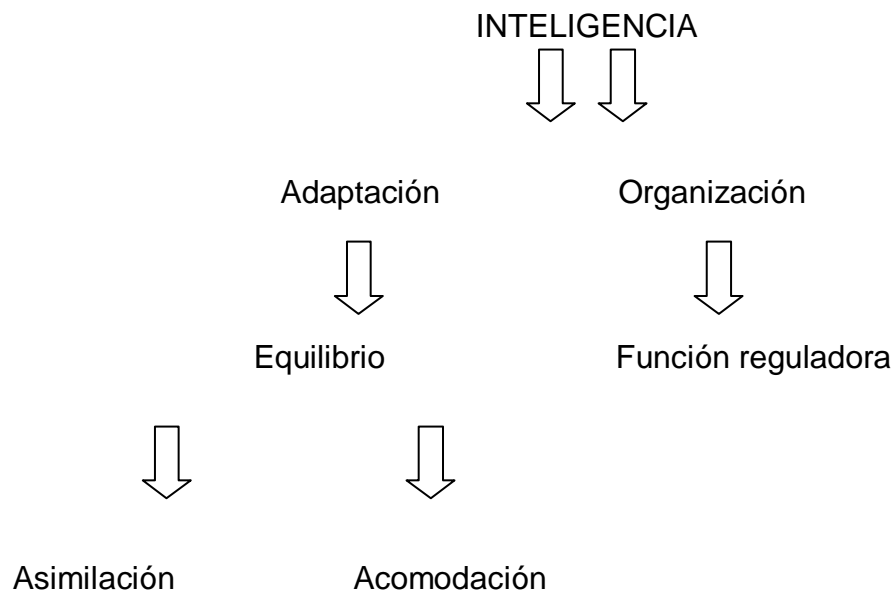 INTELIGENCIA
Adaptación Organización
Equilibrio Función reguladora
Asimilación Acomodación